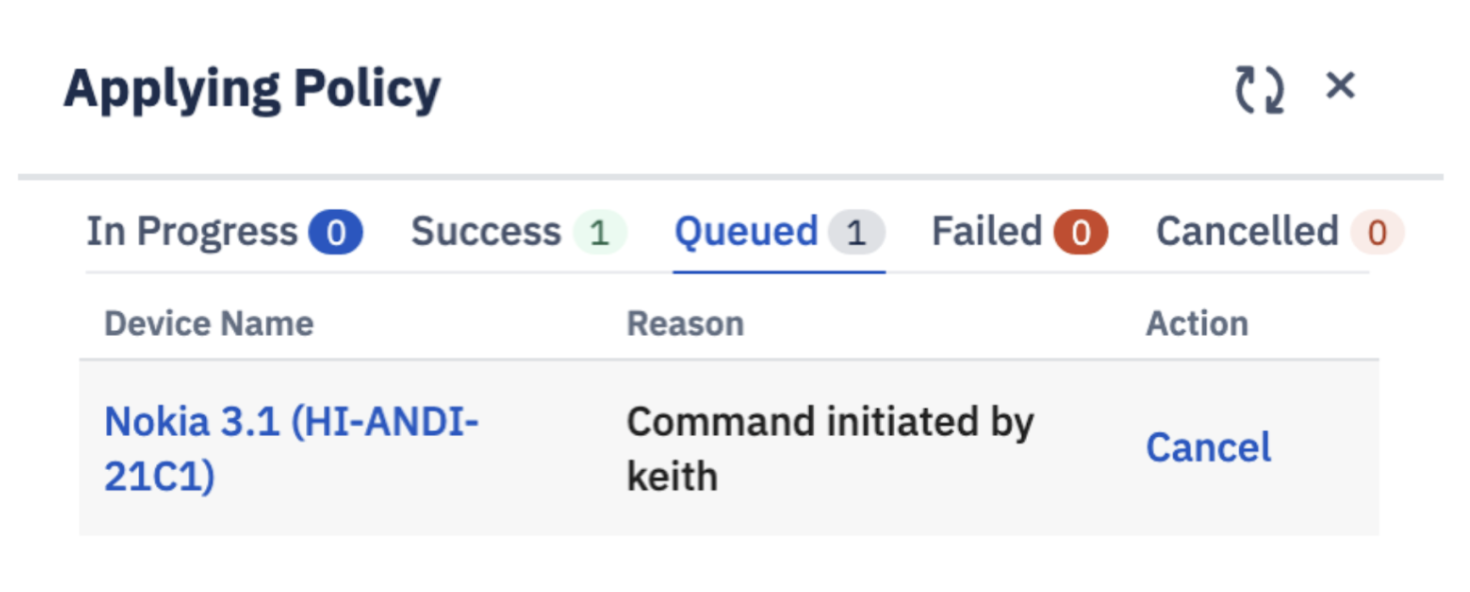 Applying Policy
In Progress 0 Success 1 Queued 1 Failed 0 Cancelled 0
Device Name Reason Action
Nokia 3.1 (HI-ANDI-
21C1)
Command initiated by
keith
Cancel